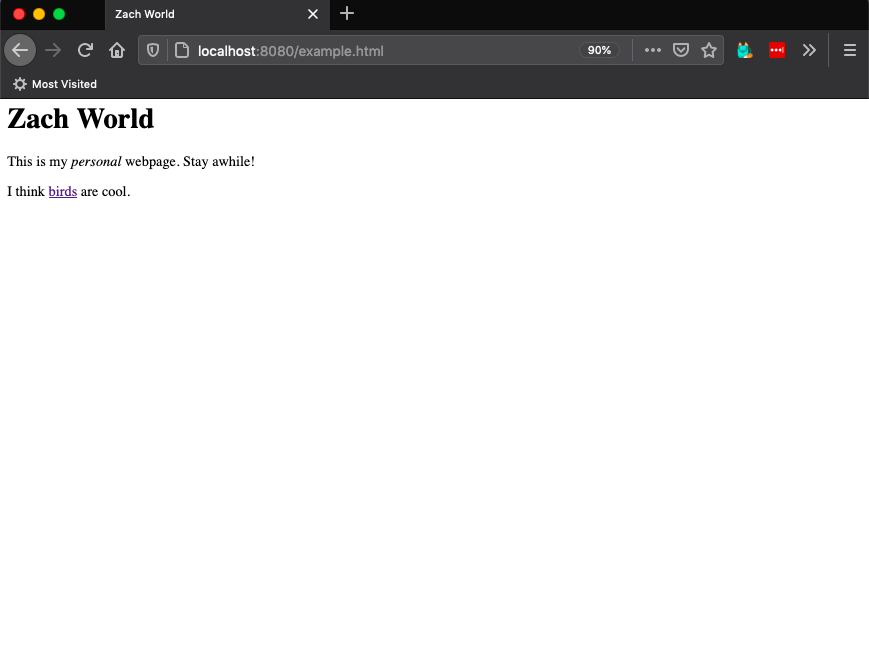 Zach World
localhost:8080/example.html 90%
Most Visited
Zach World
This is my personal webpage. Stay awhile!
I think birds are cool.